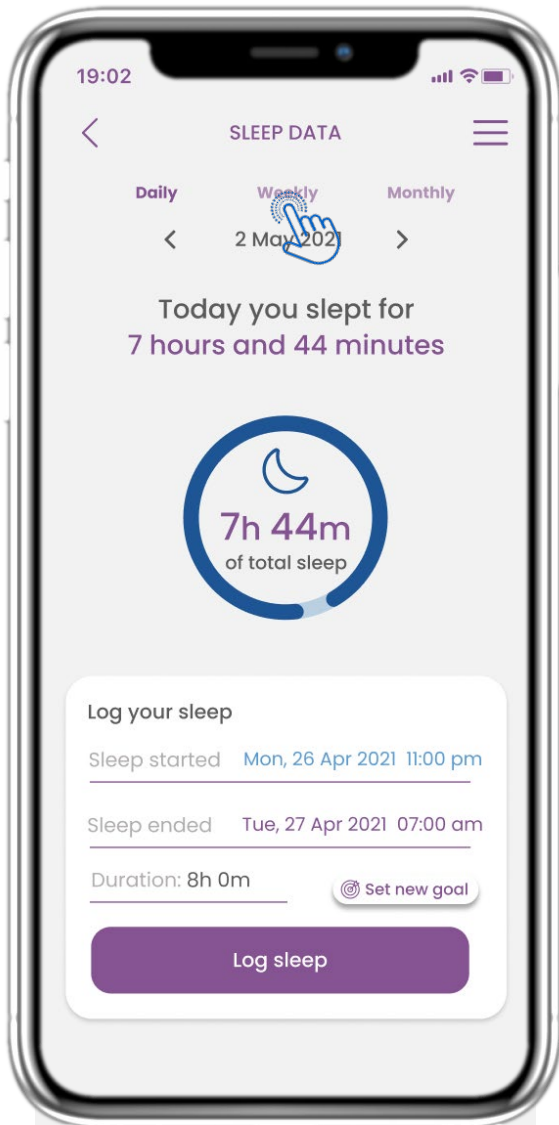 19:02
SLEEP DATA
Daily Weekly Monthly
2 May 2021
Today you slept for
7 hours and 44 minutes
7h 44m
of total sleep
Log your sleep
Sleep started Mon, 26 Apr 2021 11:00 pm
Sleep ended Tue, 27 Apr 2021 07:00 am
Duration: 8h 0m
Set new goal
Log sleep